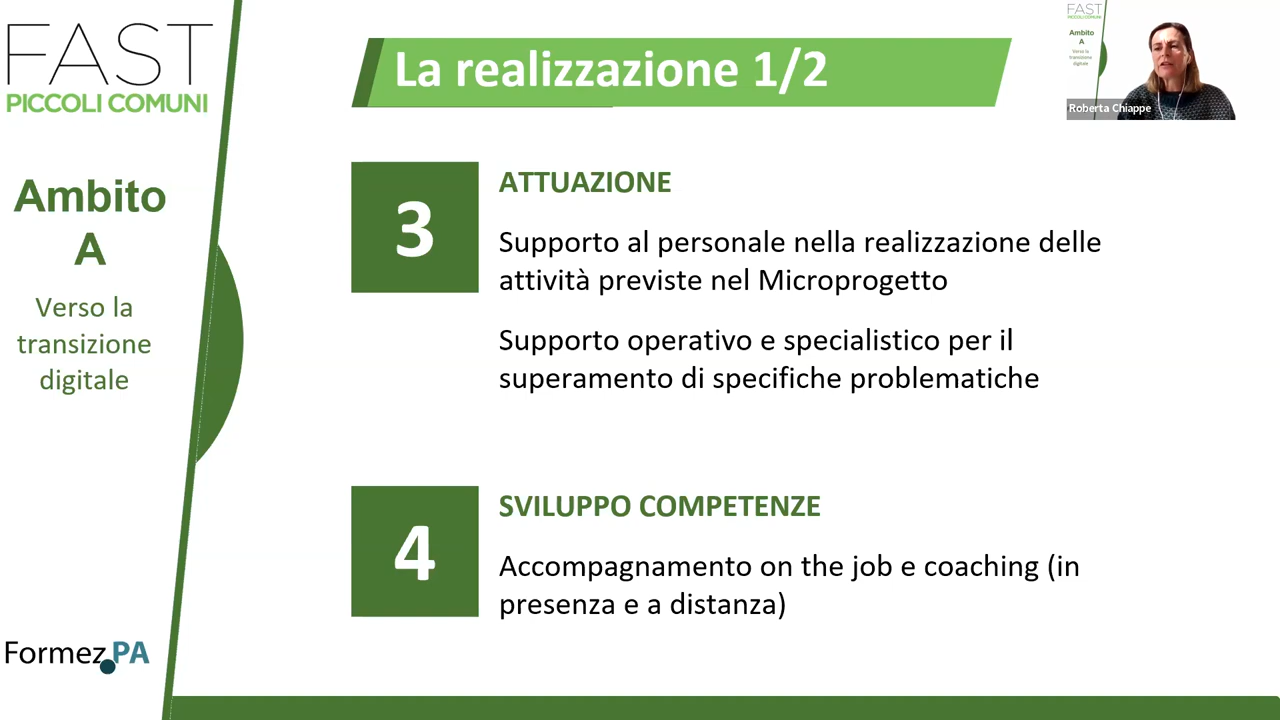 FAST
PICCOLI COMUNI
Ambito
A
Verso la
transizione
digitale
Formez PA
La realizzazione 1/2
3
ATTUAZIONE
Supporto al personale nella realizzazione delle
attività previste nel Microprogetto
Supporto operativo e specialistico per il
superamento di specifiche problematiche
4
SVILUPPO COMPETENZE
Accompagnamento on the job e coaching (in
presenza e a distanza)
FAST
PICCOLI COMUNI
Ambito
A
Verso la
transizione
digitale
Roberta Chiappe